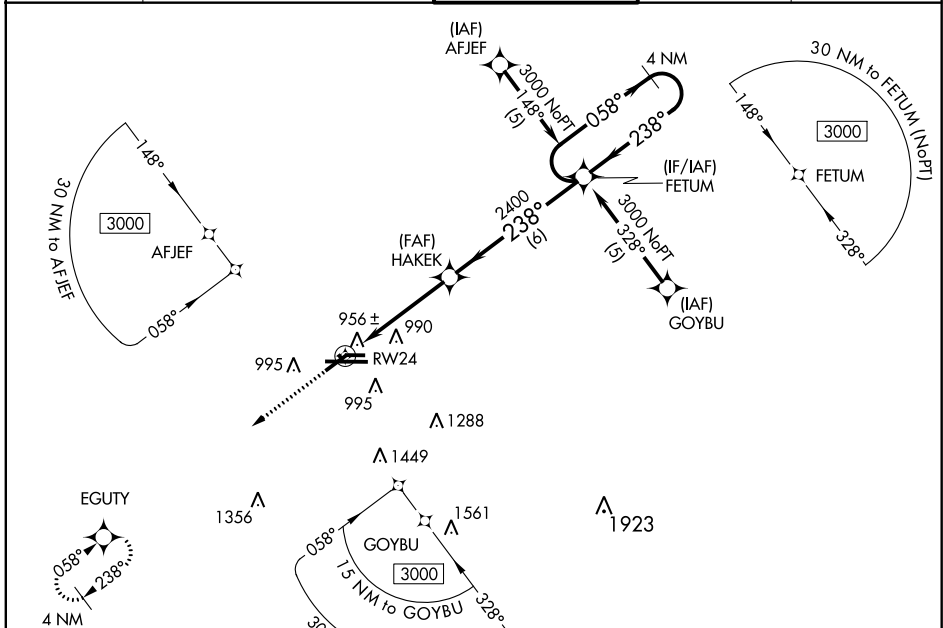 (IAF)
AFJEF
4 NM
3000 NoPT
148°
(5)
058°
238°
30 NM to FETUM (NoPT)
148°
3000
FETUM
328°
(IF/IAF)
FETUM
2400
238°
(6)
3000 NoPT
328°
(5)
(IAF)
GOYBU
148°
30 NM to AFJEF
3000
AFJEF
058°
(FAF)
HAKEK
956 ±
990
RW24
995
995
1288
1449
1356
1561
1923
EGUTY
058°
238°
4 NM
058°
GOYBU
3000
15 NM to GOYBU
328°
30